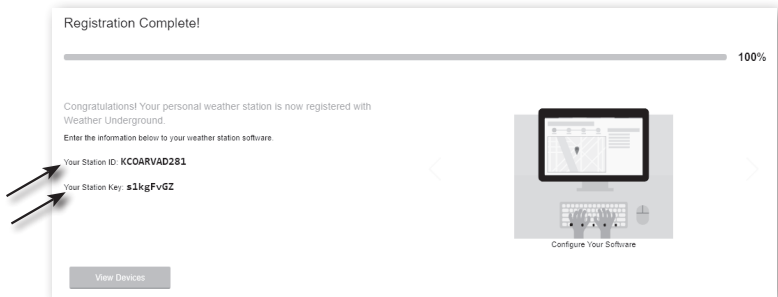 Registration Complete!
100%
Congratulations! Your personal weather station is now registered with
Weather Underground.
Enter the information below to your weather station software.
Your Station ID: KCOARVAD281
Your Station Key: s1kgFvGZ
Configure Your Software
View Devices